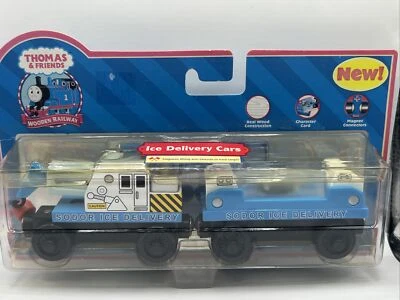 THOMAS
& FRIENDS
WOODEN RAILWAY
New!
Real Wood
Construction
Character
Card
Magnet
Connectors
Ice Delivery Cars
CAUTION
SODOR ICE DELIVERY
SODOR ICE DELIVERY